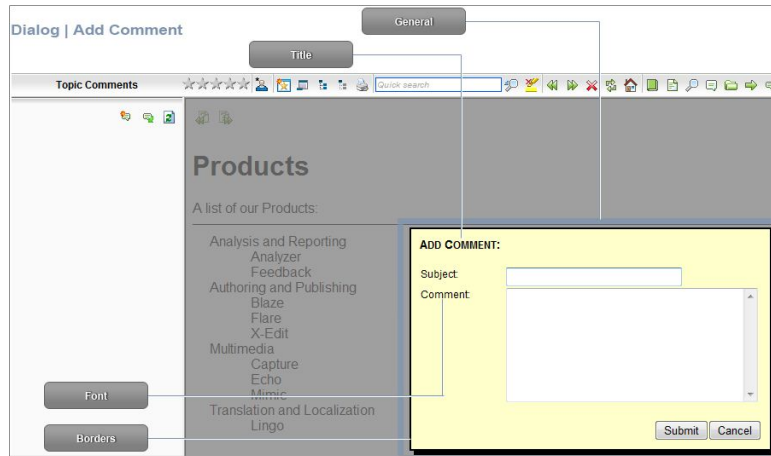 General
Dialog | Add Comment
Title
Topic Comments
Quick search
Products
A list of our Products:
Analysis and Reporting
Analyzer
Feedback
Authoring and Publishing
Blaze
Flare
X-Edit
Multimedia
Capture
Echo
Mimic
Translation and Localization
Lingo
ADD COMMENT:
Subject:
Comment:
Submit Cancel
Font
Borders